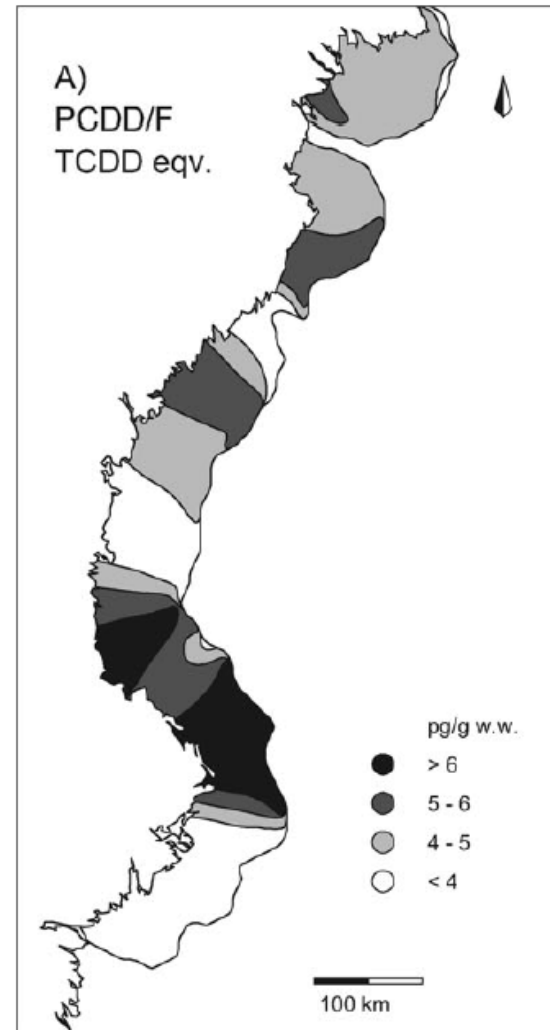 A)
PCDD/F
TCDD eqv.
pg/g w.w.
> 6
5 - 6
4 - 5
< 4
100 km